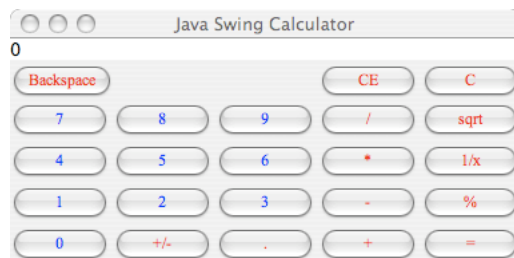 Java Swing Calculator
0
Backspace CE C
7 8 9 / sqrt
4 5 6 * 1/x
1 2 3 - %
0 +/- . + =